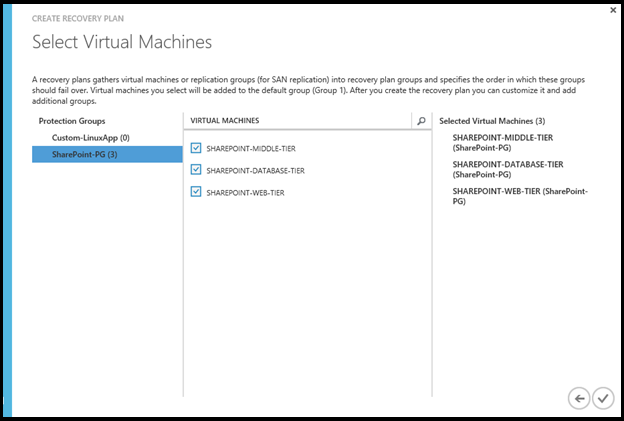 CREATE RECOVERY PLAN
Select Virtual Machines
A recovery plans gathers virtual machines or replication groups (for SAN replication) into recovery plan groups and specifies the order in which these groups
should fail over. Virtual machines you select will be added to the default group (Group 1). After you create the recovery plan you can customize it and add
additional groups.
Protection Groups
Custom-LinuxApp (0)
SharePoint-PG (3)
VIRTUAL MACHINES
SHAREPOINT-MIDDLE-TIER
SHAREPOINT-DATABASE-TIER
SHAREPOINT-WEB-TIER
Selected Virtual Machines (3)
SHAREPOINT-MIDDLE-TIER
(SharePoint-PG)
SHAREPOINT-DATABASE-TIER
(SharePoint-PG)
SHAREPOINT-WEB-TIER (SharePoint-
PG)